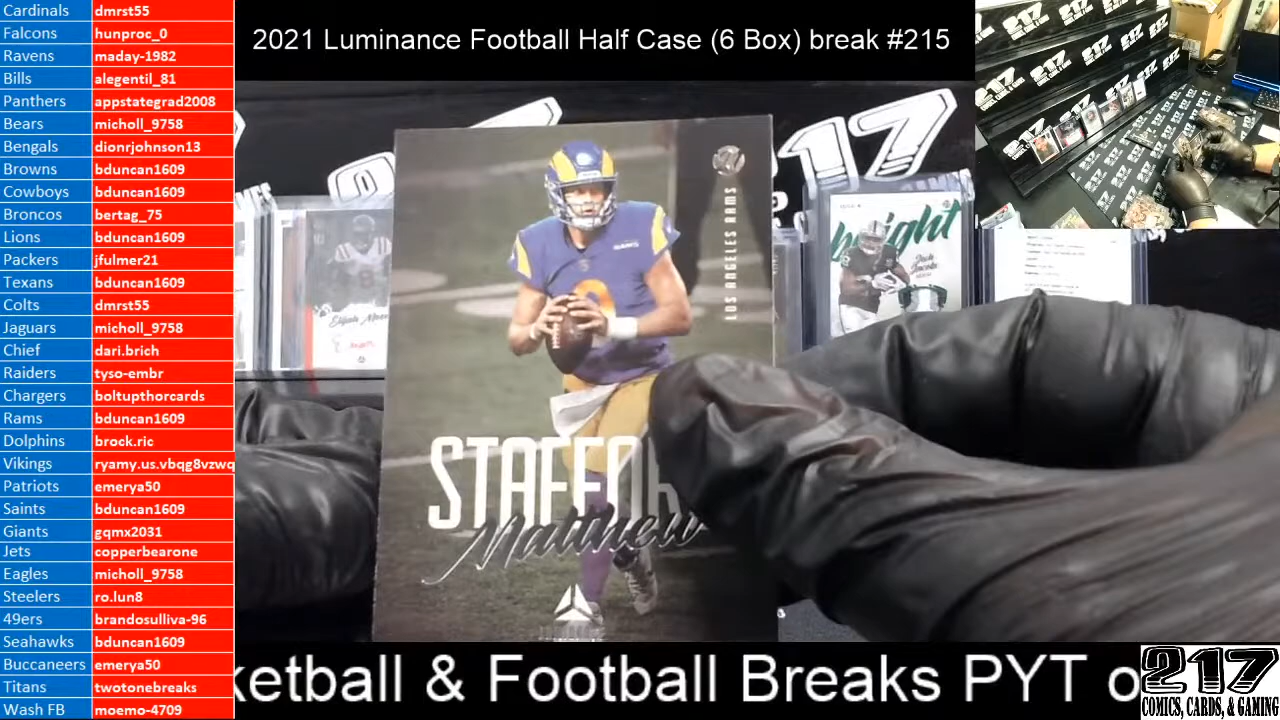 Cardinals dmrst55
Falcons hunproc_0
Ravens maday-1982
Bills alegentil_81
Panthers appstategrad2008
Bears micholl_9758
Bengals dionrjohnson13
Browns bduncan1609
Cowboys bduncan1609
Broncos bertag_75
Lions bduncan1609
Packers jfulmer21
Texans bduncan1609
Colts dmrst55
Jaguars micholl_9758
Chief dari.brich
Raiders tyso-embr
Chargers boltupthorcards
Rams bduncan1609
Dolphins brock.ric
Vikings ryamy.us.vbqg8vzwq
Patriots emerya50
Saints bduncan1609
Giants gqmx2031
Jets copperbearone
Eagles micholl_9758
Steelers ro.lun8
49ers brandosulliva-96
Seahawks bduncan1609
Buccaneers emerya50
Titans twotonebreaks
Wash FB moemo-4709
2021 Luminance Football Half Case (6 Box) break #215
LOS ANGELES RAMS
STAFFOR
Matthew
217
Elijah Moore
Josh Jacobs
ketball & Football Breaks PYT o
217
COMICS, CARDS, & GAMING